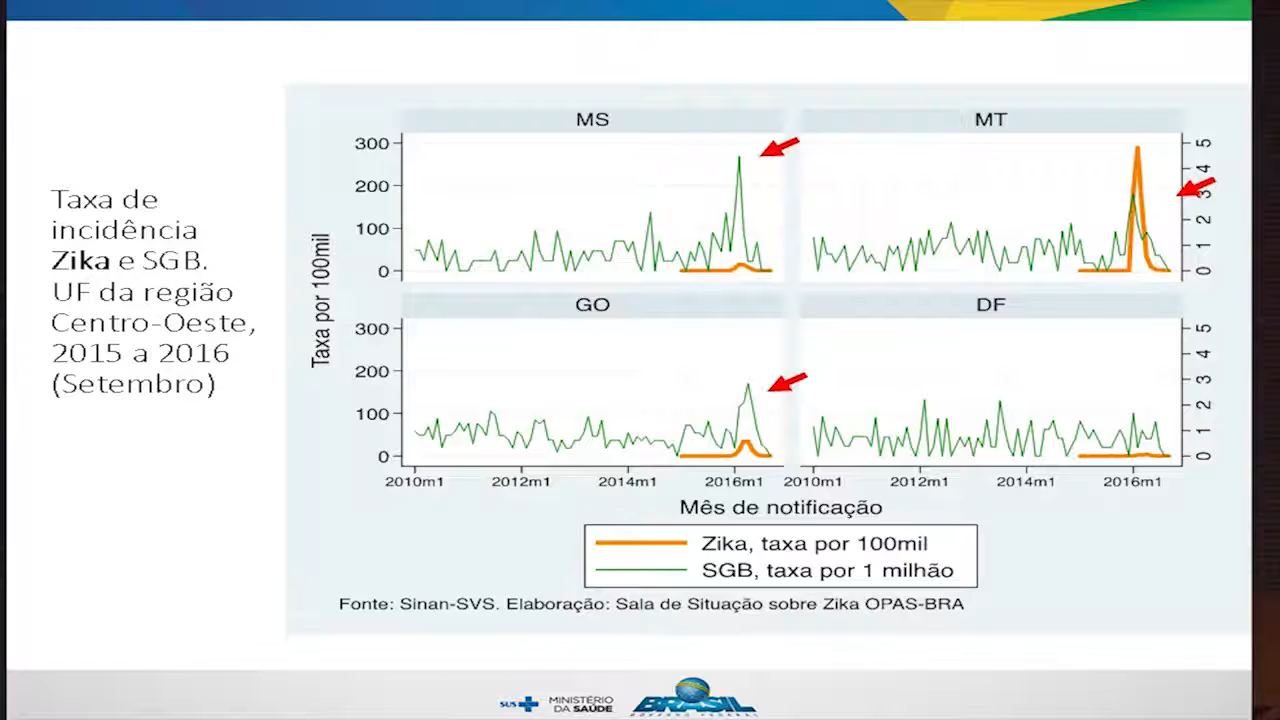 Taxa de
incidência
Zika e SGB.
UF da região
Centro-Oeste,
2015 a 2016
(Setembro)
MS
MT
300
200
100
0
5
4
3
2
1
0
Taxa por 100mil
GO
DF
300
200
100
0
5
4
3
2
1
0
2010m1 2012m1 2014m1 2016m1 2010m1 2012m1 2014m1 2016m1
Mês de notificação
Zika, taxa por 100mil
SGB, taxa por 1 milhão
Fonte: Sinan-SVS. Elaboração: Sala de Situação sobre Zika OPAS-BRA
SUS
MINISTÉRIO
DA SAÚDE
BRASIL
GOVERNO FEDERAL